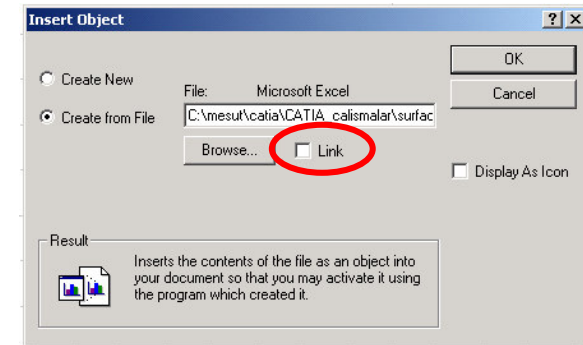 Insert Object
OK
Create New
File: Microsoft Excel
Cancel
Create from File
C:\mesut\catia\CATIA_calismalar\surfac
Browse...
Link
Display As Icon
Result
Inserts the contents of the file as an object into
your document so that you may activate it using
the program which created it.